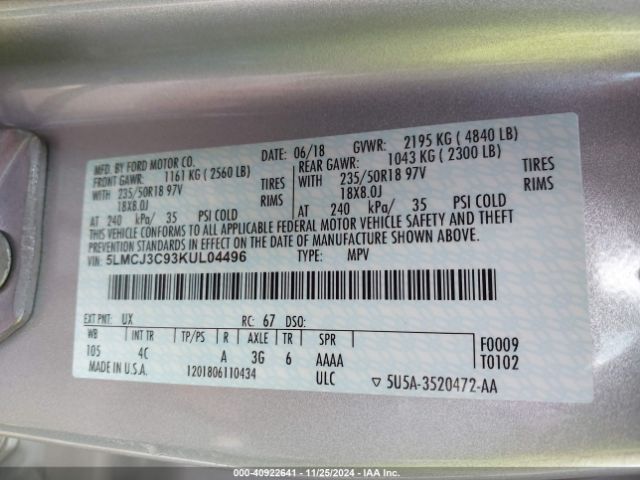 MFD. BY FORD MOTOR CO. DATE: 06/18 GVWR: 2195 KG ( 4840 LB)
FRONT GAWR: 1161 KG ( 2560 LB) REAR GAWR: 1043 KG ( 2300 LB)
WITH 235/50R18 97V TIRES WITH 235/50R18 97V TIRES
18X8.0J RIMS 18X8.0J RIMS
AT 240 kPa/ 35 PSI COLD AT 240 kPa/ 35 PSI COLD
THIS VEHICLE CONFORMS TO ALL APPLICABLE FEDERAL MOTOR VEHICLE SAFETY AND THEFT
PREVENTION STANDARDS IN EFFECT ON THE DATE OF MANUFACTURE SHOWN ABOVE.
VIN: 5LMCJ3C93KUL04496 TYPE: MPV
EXT PNT: UX RC: 67 DSO:
WB INT TR TP/PS R AXLE TR SPR F0009
105 4C A 3G 6 AAAA T0102
MADE IN U.S.A. 1201806110434 ULC ▽ 5U5A-3520472-AA
000-40922641 - 11/25/2024 - IAA Inc.